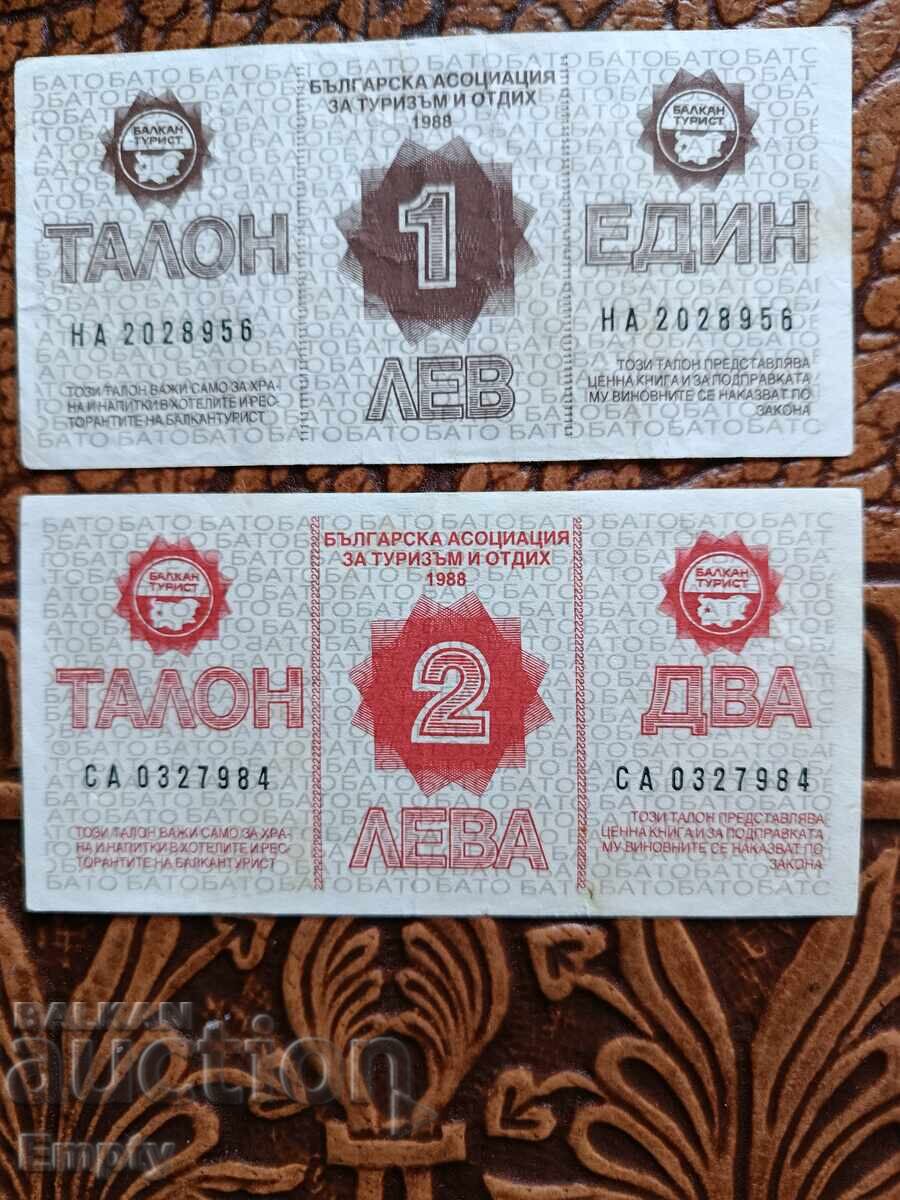 БАТОБАТОБАТОБАТОБАТОБАТОБАТОБАТС
БЪЛГАРСКА АСОЦИАЦИЯ
ЗА ТУРИЗЪМ И ОТДИХ
1988
БАЛКАН
ТУРИСТ
БАЛКАН
ТУРИСТ
ТАЛОН
1
ЕДИН
НА 2028956
НА 2028956
ЛЕВ
ТОЗИ ТАЛОН ВАЖИ САМО ЗА ХРА-
НА И НАПИТКИ В ХОТЕЛИТЕ И РЕС-
ТОРАНТИТЕ НА БАЛКАНТУРИСТ
ТОЗИ ТАЛОН ПРЕДСТАВЛЯВА
ЦЕННА КНИГА И ЗА ПОДПРАВКАТА
МУ ВИНОВНИТЕ СЕ НАКАЗВАТ ПО
ЗАКОНА
БЪЛГАРСКА АСОЦИАЦИЯ
ЗА ТУРИЗЪМ И ОТДИХ
1988
БАЛКАН
ТУРИСТ
БАЛКАН
ТУРИСТ
ТАЛОН
2
ДВА
СА 0327984
СА 0327984
ЛЕВА
ТОЗИ ТАЛОН ВАЖИ САМО ЗА ХРА-
НА И НАПИТКИ В ХОТЕЛИТЕ И РЕС-
ТОРАНТИТЕ НА БАЛКАНТУРИСТ
ТОЗИ ТАЛОН ПРЕДСТАВЛЯВА
ЦЕННА КНИГА И ЗА ПОДПРАВКАТА
МУ ВИНОВНИТЕ СЕ НАКАЗВАТ ПО
ЗАКОНА
BALKAN
auction
Empty